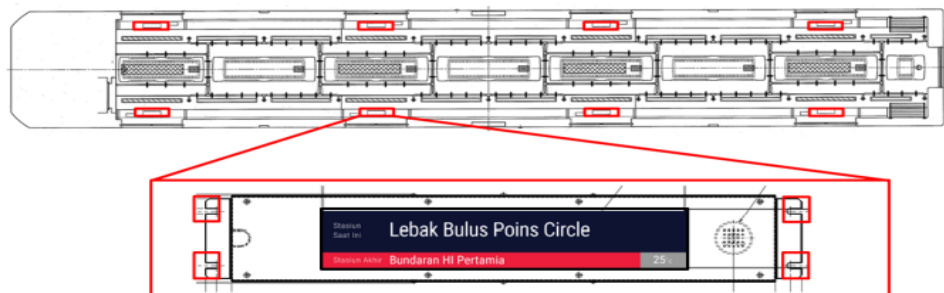 Stasiun
Saat Ini
Lebak Bulus Poins Circle
Stasiun Akhir Bundaran HI Pertamia 25°c